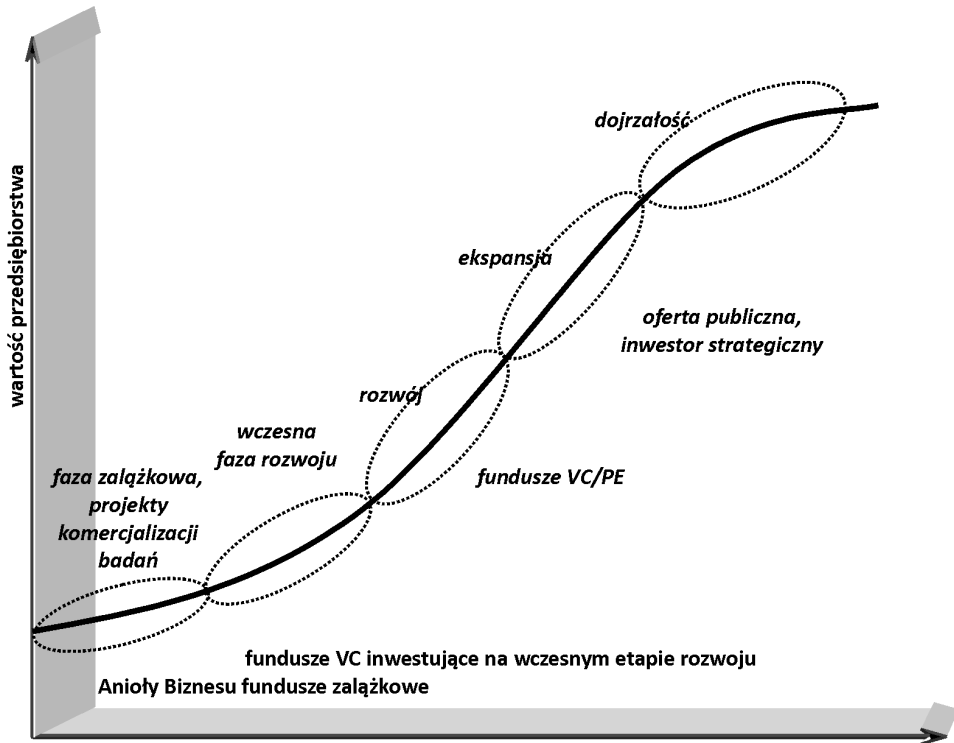 dojrzałość
wartość przedsiębiorstwa
ekspansja
oferta publiczna,
inwestor strategiczny
rozwój
wczesna
faza rozwoju
fundusze VC/PE
faza zalążkowa,
projekty
komercjalizacji
badań
fundusze VC inwestujące na wczesnym etapie rozwoju
Anioły Biznesu fundusze zalążkowe